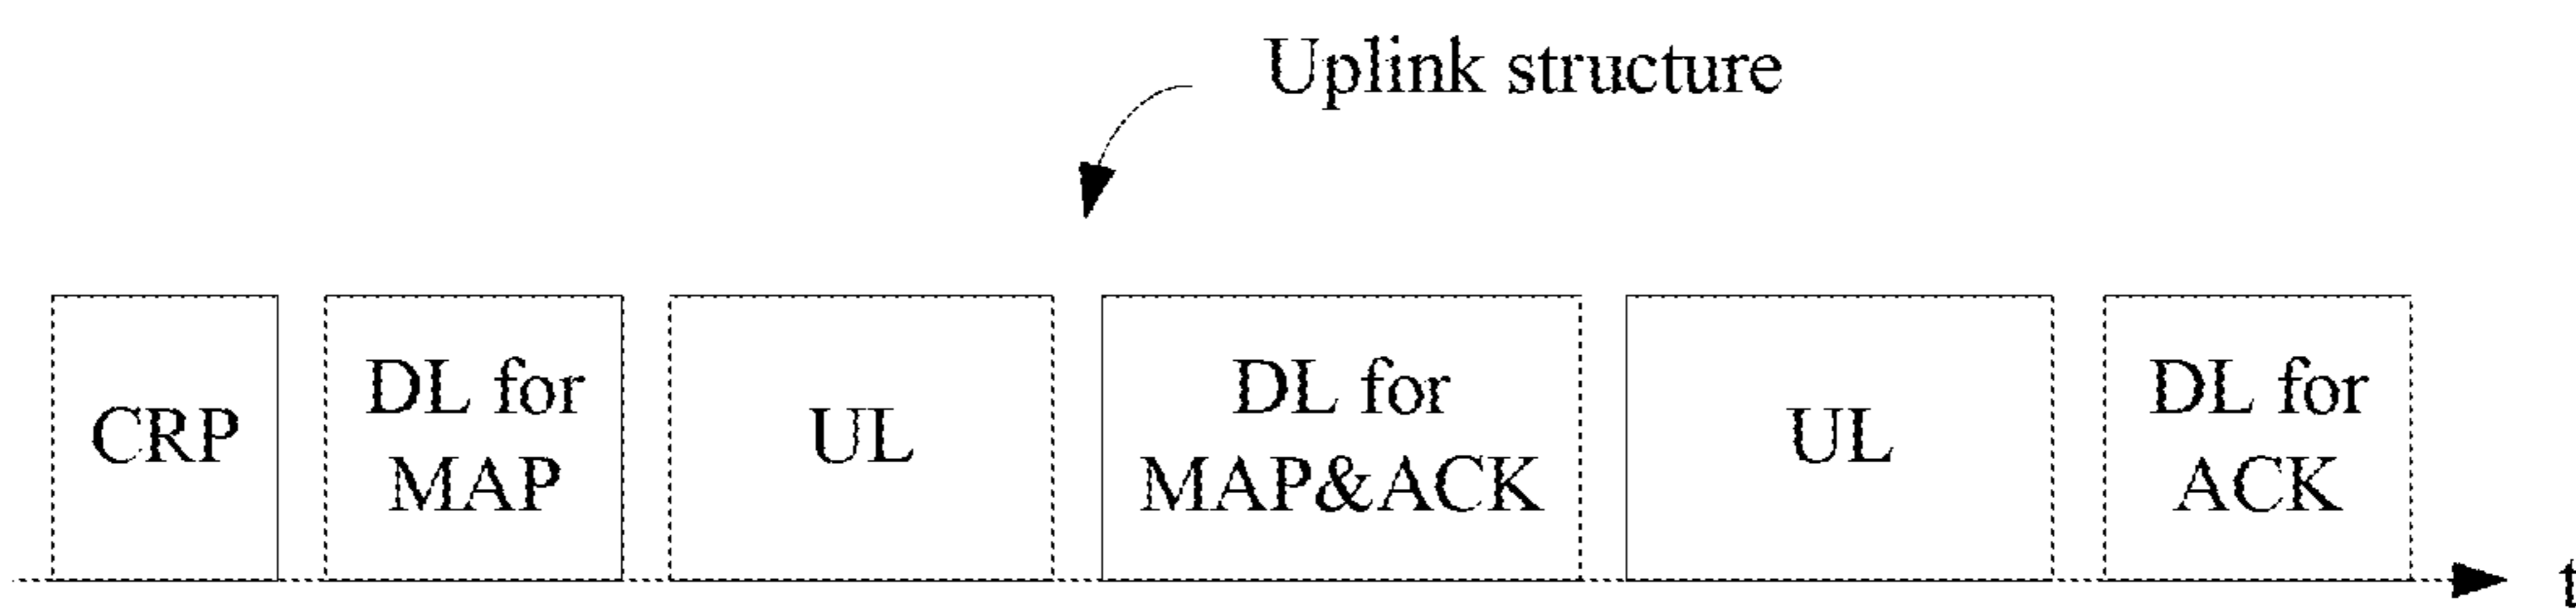 Uplink structure
CRP
DL for
MAP
UL
DL for
MAP&ACK
UL
DL for
ACK
t